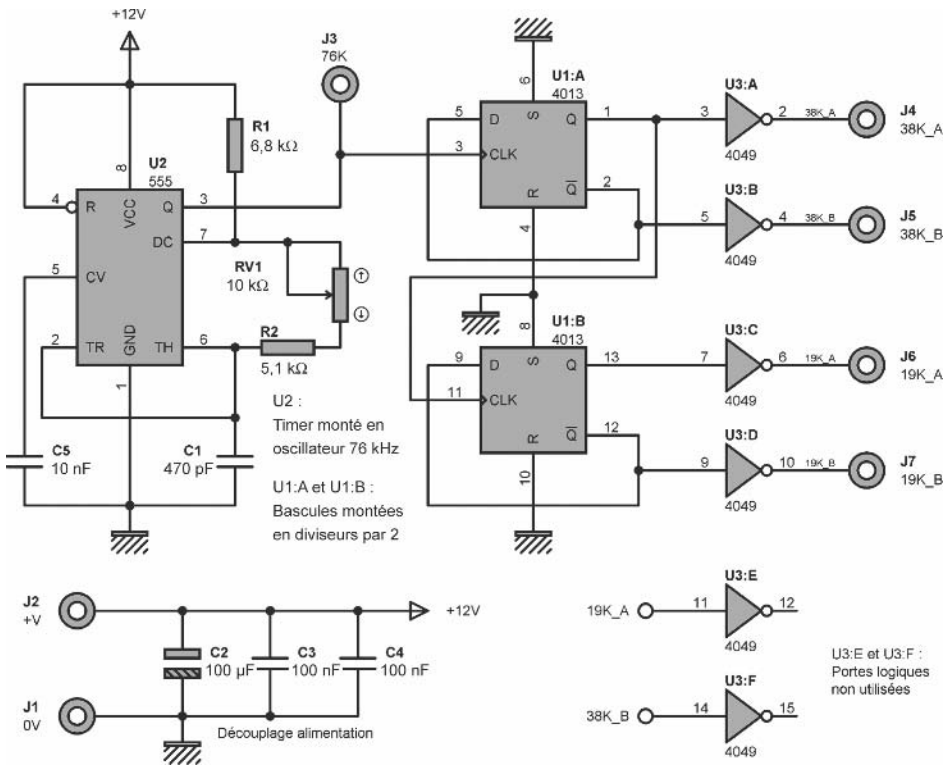 +12V
J3
76K
R1
6,8 kΩ
U2
555
8
VCC
4
R
Q
3
DC
7
5
CV
RV1
10 kΩ
2
TR
GND
TH
6
R2
5,1 kΩ
1
C5
10 nF
C1
470 pF
U2 :
Timer monté en
oscillateur 76 kHz
U1:A et U1:B :
Bascules montées
en diviseurs par 2
6
U1:A
4013
5
D
S
Q
1
3
CLK
R
Q
2
4
U3:A
3
2
38K_A
4049
J4
38K_A
U3:B
5
4
38K_B
4049
J5
38K_B
8
U1:B
4013
9
D
S
Q
13
11
CLK
R
Q
12
10
U3:C
7
6
19K_A
4049
J6
19K_A
U3:D
9
10
19K_B
4049
J7
19K_B
J2
+V
+12V
C2
100 µF
C3
100 nF
C4
100 nF
J1
0V
Découplage alimentation
U3:E
19K_A
11
12
4049
U3:F
38K_B
14
15
4049
U3:E et U3:F :
Portes logiques
non utilisées